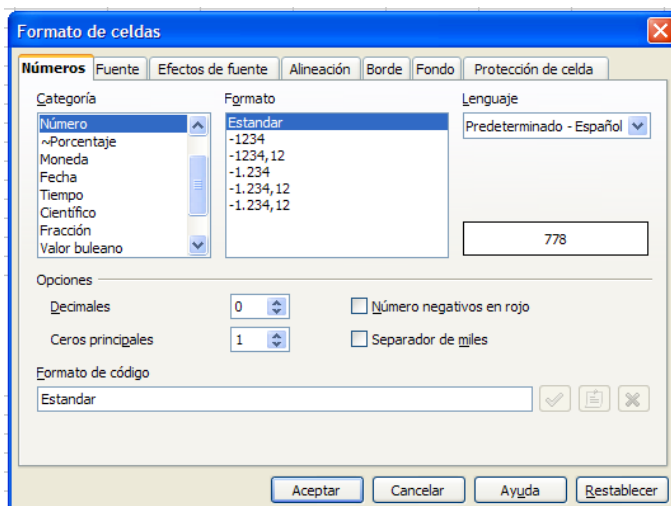 Formato de celdas
Números Fuente Efectos de fuente Alineación Borde Fondo Protección de celda
Categoría Formato Lenguaje
Número Estandar Predeterminado - Español
~Porcentaje -1234
Moneda -1234,12
Fecha -1.234
Tiempo -1.234,12
Científico -1.234,12
Fracción
Valor buleano 778
Opciones
Decimales 0 Número negativos en rojo
Ceros principales 1 Separador de miles
Formato de código
Estandar
Aceptar Cancelar Ayuda Restablecer